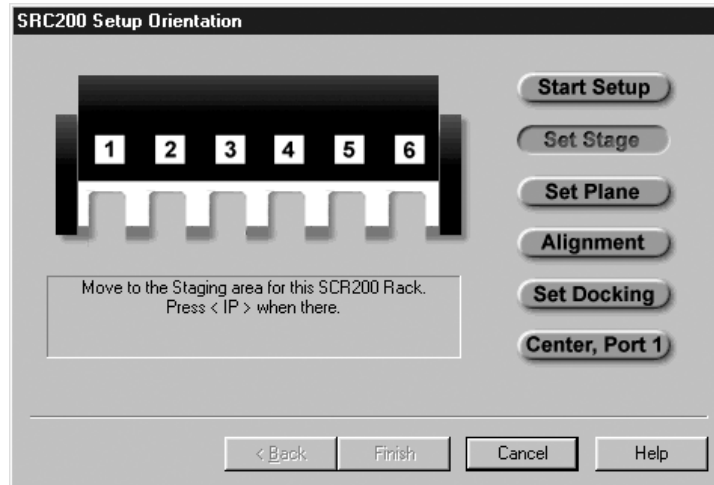 SRC200 Setup Orientation
1 2 3 4 5 6
Start Setup
Set Stage
Set Plane
Alignment
Set Docking
Center, Port 1
Move to the Staging area for this SCR200 Rack.
Press < IP > when there.
< Back
Finish
Cancel
Help